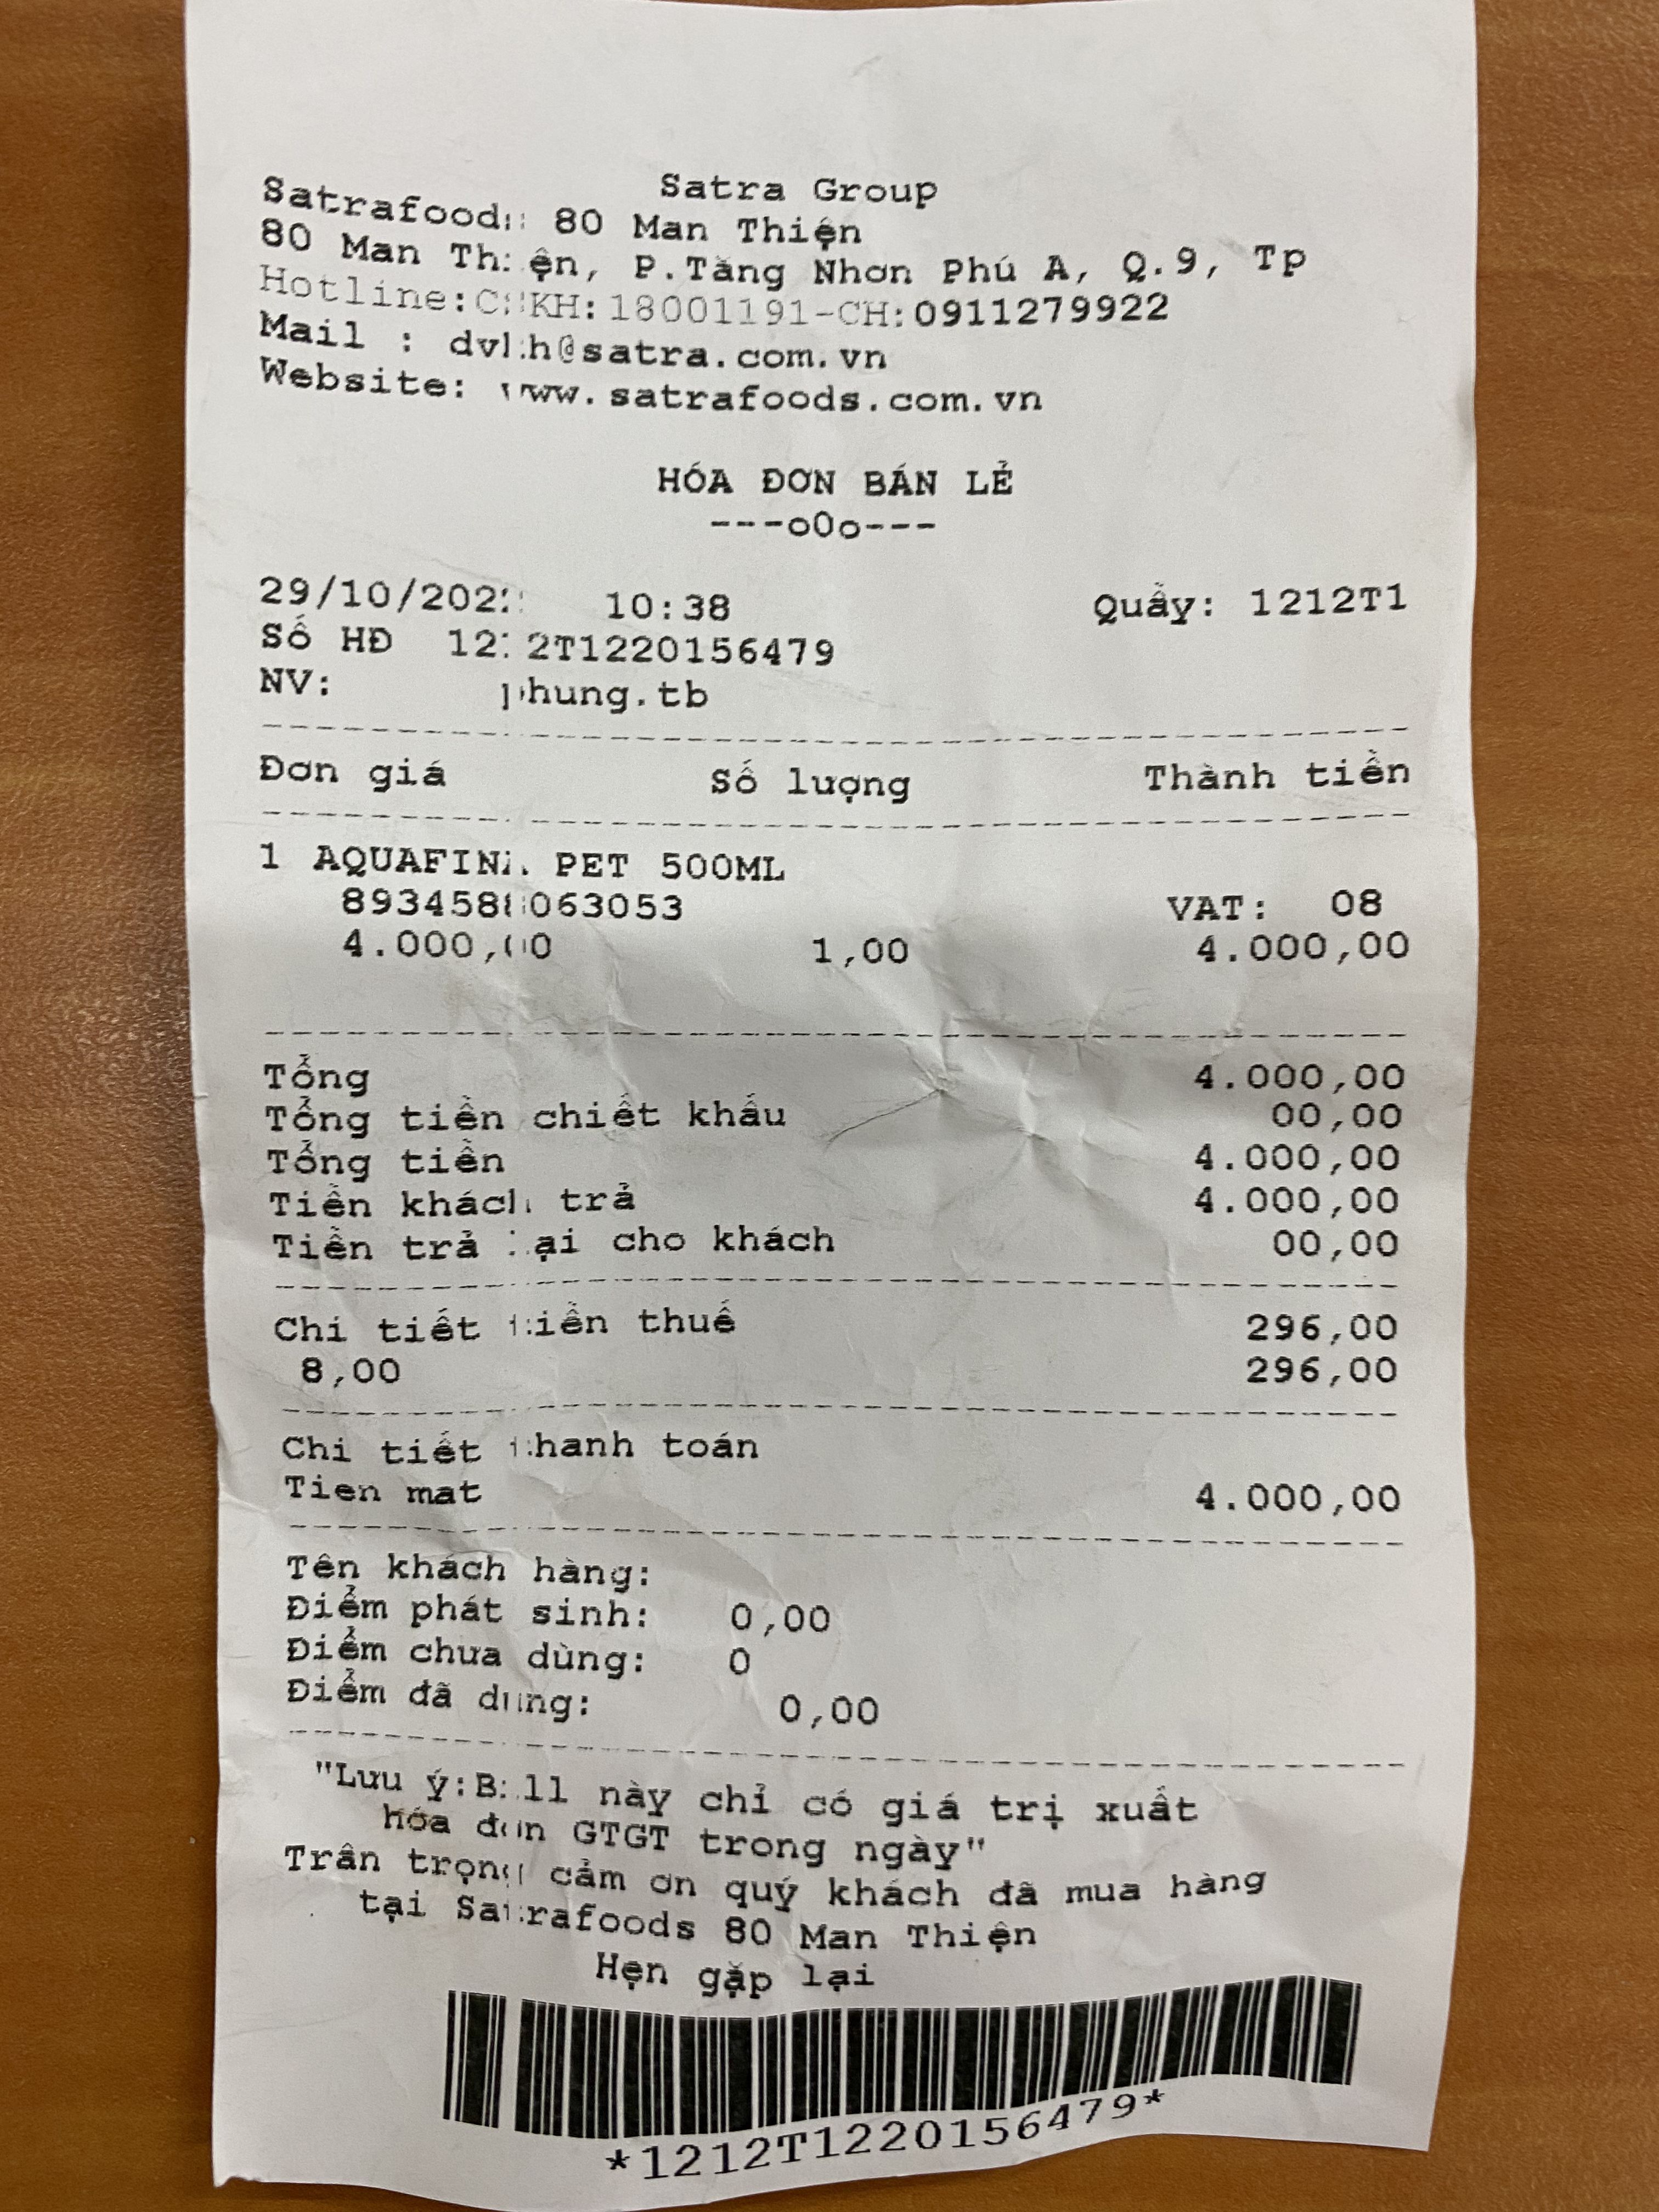 Satra Group
Satrafoods 80 Man Thiện
80 Man Thiện, P.Tăng Nhơn Phú A, Q.9, Tp
Hotline:CSKH:18001191-CH:0911279922
Mail : dvkh@satra.com.vn
Website: www.satrafoods.com.vn
HÓA ĐƠN BÁN LẺ
---o0o---
10:38 Quầy: 1212T1
Số HĐ 1212T1220156479
NV: phung.tb
Đơn giá Số lượng Thành tiền
1 AQUAFINA PET 500ML
8934588063053 VAT: 08
4.000,00 1,00 4.000,00
Tổng 4.000,00
Tổng tiền chiết khấu 00,00
Tổng tiền 4.000,00
Tiền khách trả 4.000,00
Tiền trả lại cho khách 00,00
Chi tiết tiền thuế 296,00
8,00 296,00
Chi tiết thanh toán
Tien mat 4.000,00
Tên khách hàng:
Điểm phát sinh: 0,00
Điểm chưa dùng: 0
Điểm đã dùng: 0,00
"Lưu ý:Bill này chỉ có giá trị xuất
hóa đơn GTGT trong ngày"
Trân trọng cảm ơn quý khách đã mua hàng
tại Satrafoods 80 Man Thiện
Hẹn gặp lại
*1212T1220156479*